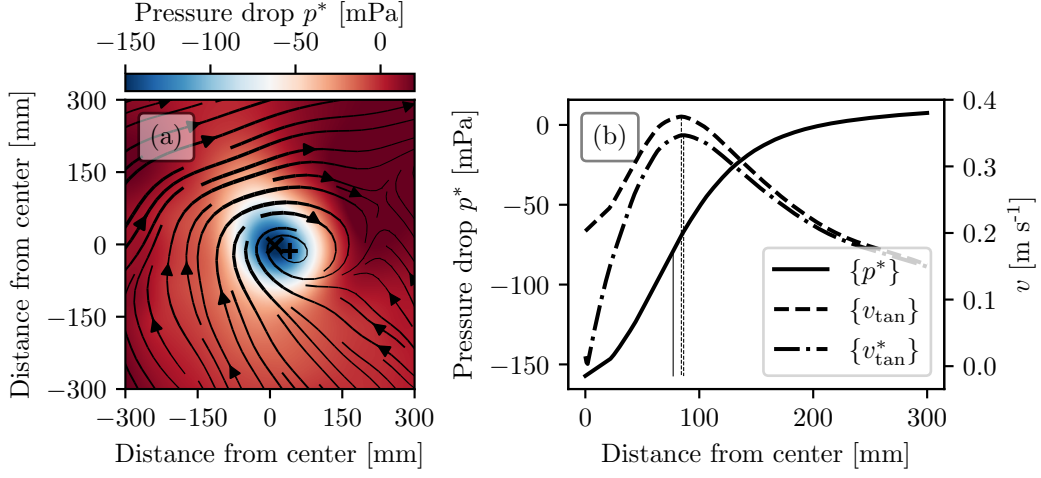 Pressure drop p* [mPa]
−150 −100 −50 0
300
150
0
−150
−300
Distance from center [mm]
(a)
−300 −150 0 150 300
Distance from center [mm]
0
−50
−100
−150
Pressure drop p* [mPa]
(b)
{p*}
{v_tan}
{v*_tan}
0 100 200 300
Distance from center [mm]
0.4
0.3
0.2
0.1
0.0
v [m s⁻¹]